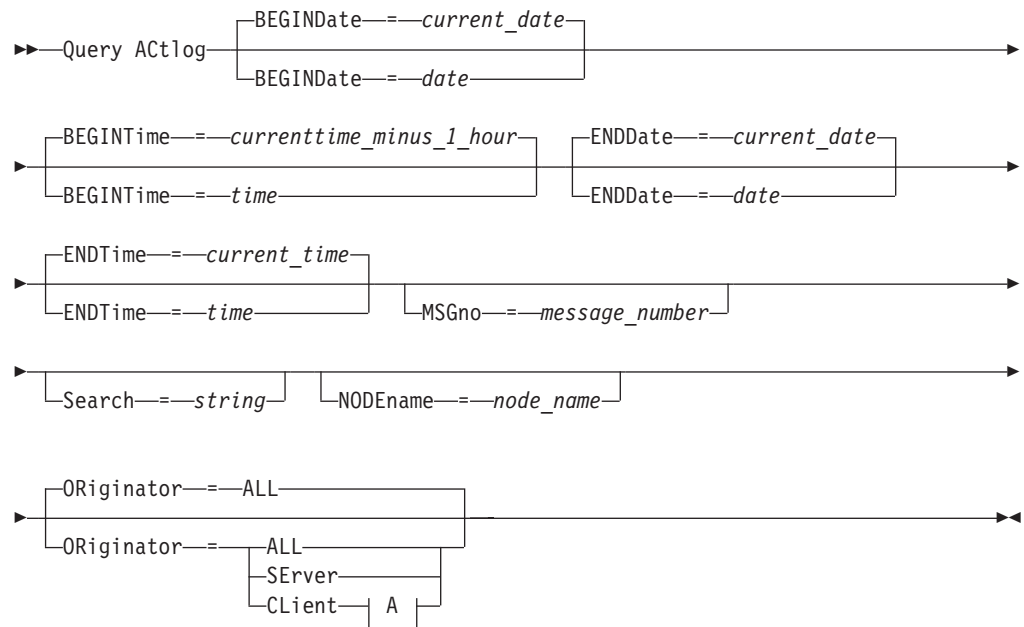 BEGINDate = current_date
Query ACtlog
BEGINDate = date
BEGINTime = currenttime_minus_1_hour ENDDate = current_date
BEGINTime = time ENDDate = date
ENDTime = current_time
ENDTime = time MSGno = message_number
Search = string NODEname = node_name
ORiginator = ALL
ORiginator = ALL
SErver
CLient A